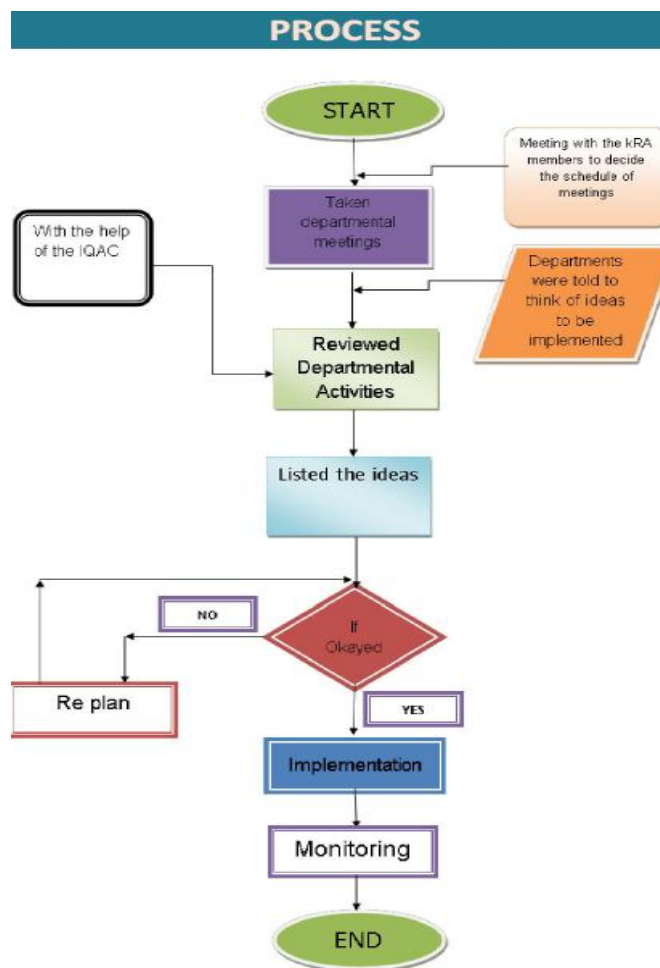 PROCESS
START
Meeting with the kRA
members to decide
the schedule of
meetings
Taken
departmental
meetings
With the help
of the IQAC
Departments
were told to
think of ideas
to be
implemented
Reviewed
Departmental
Activities
Listed the ideas
NO
If
Okayed
Re plan
YES
Implementation
Monitoring
END